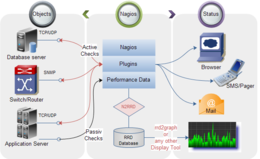 Objects
Nagios
Status
TCP/UDP
Database server
SNMP
Switch/Router
TCP/UDP
Application Server
Active
Checks
Passiv
Checks
Nagios
Plugins
Performance Data
RRD
Database
Browser
SMS/Pager
Mail
rrd2graph
or any other
Display Tool